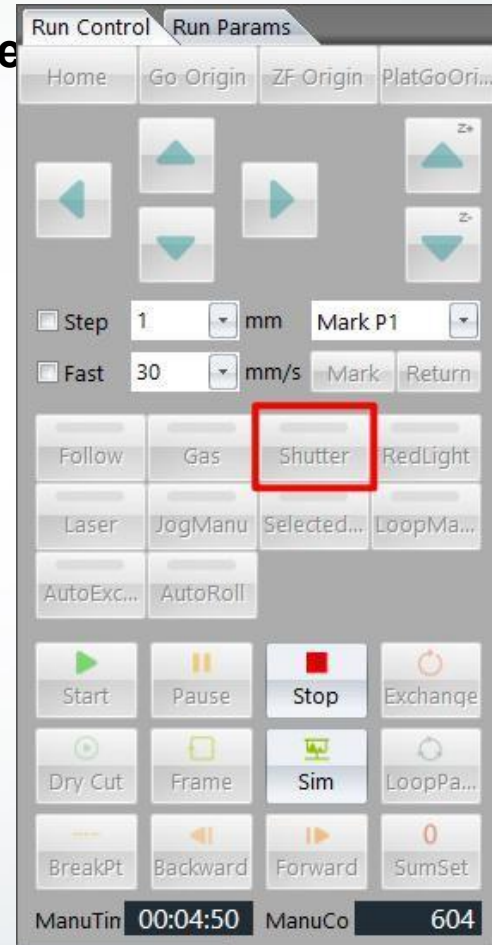 Run Control Run Params
e
Home Go Origin ZF Origin PlatGoOri...
Z+
Z-
Step 1 mm Mark P1
Fast 30 mm/s Mark Return
Follow Gas Shutter RedLight
Laser JogManu Selected... LoopMa...
AutoExc... AutoRoll
Start Pause Stop Exchange
Dry Cut Frame Sim LoopPa...
BreakPt Backward Forward 0 SumSet
ManuTin 00:04:50 ManuCo 604